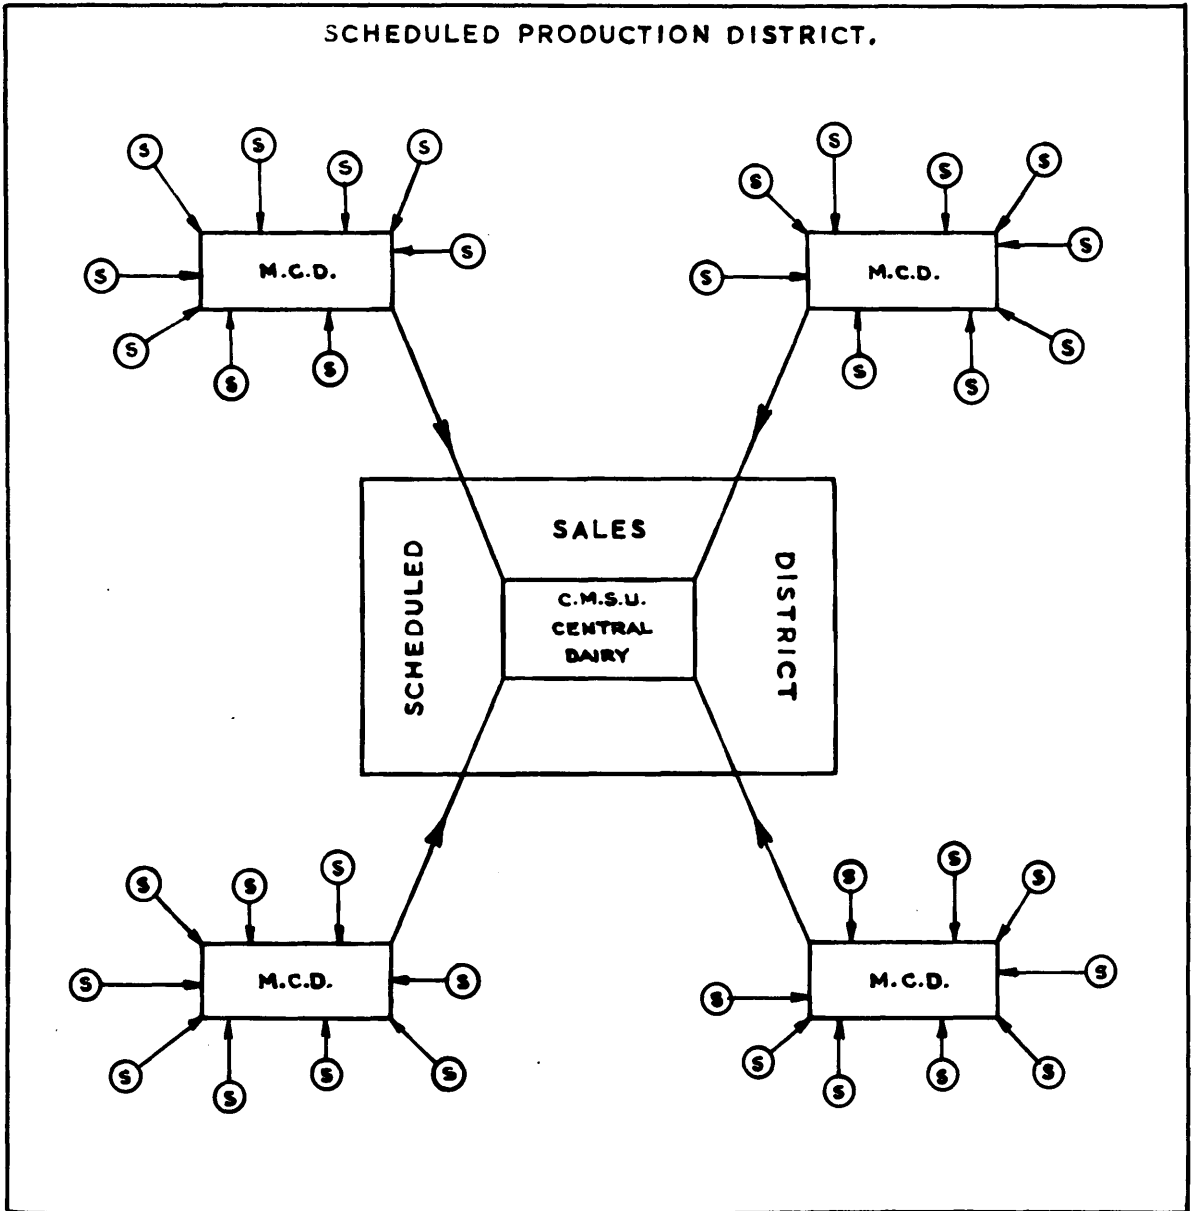 SCHEDULED PRODUCTION DISTRICT.
S S S S
S M.C.D. S
S S S
S S S S
S M.C.D. S
S S S
SALES
SCHEDULED
DISTRICT
C.M.S.U.
CENTRAL
DAIRY
S S S
S M.C.D. S
S S S S
S S S
S M.C.D. S
S S S S